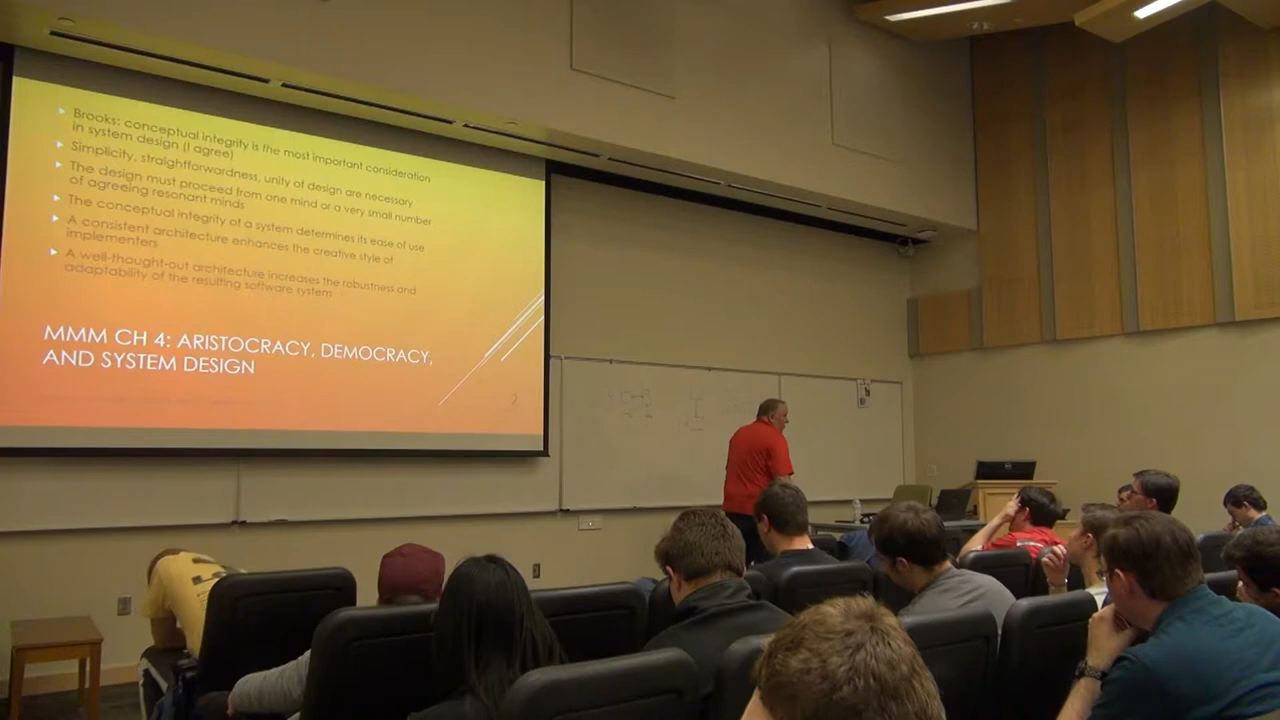 Brooks: conceptual integrity is the most important consideration
in system design (I agree)
Simplicity, straightforwardness, unity of design are necessary
The design must proceed from one mind or a very small number
of agreeing resonant minds
The conceptual integrity of a system determines its ease of use
A consistent architecture enhances the creative style of
implementers
A well-thought-out architecture increases the robustness and
adaptability of the resulting software system
MMM CH 4: ARISTOCRACY, DEMOCRACY,
AND SYSTEM DESIGN
2